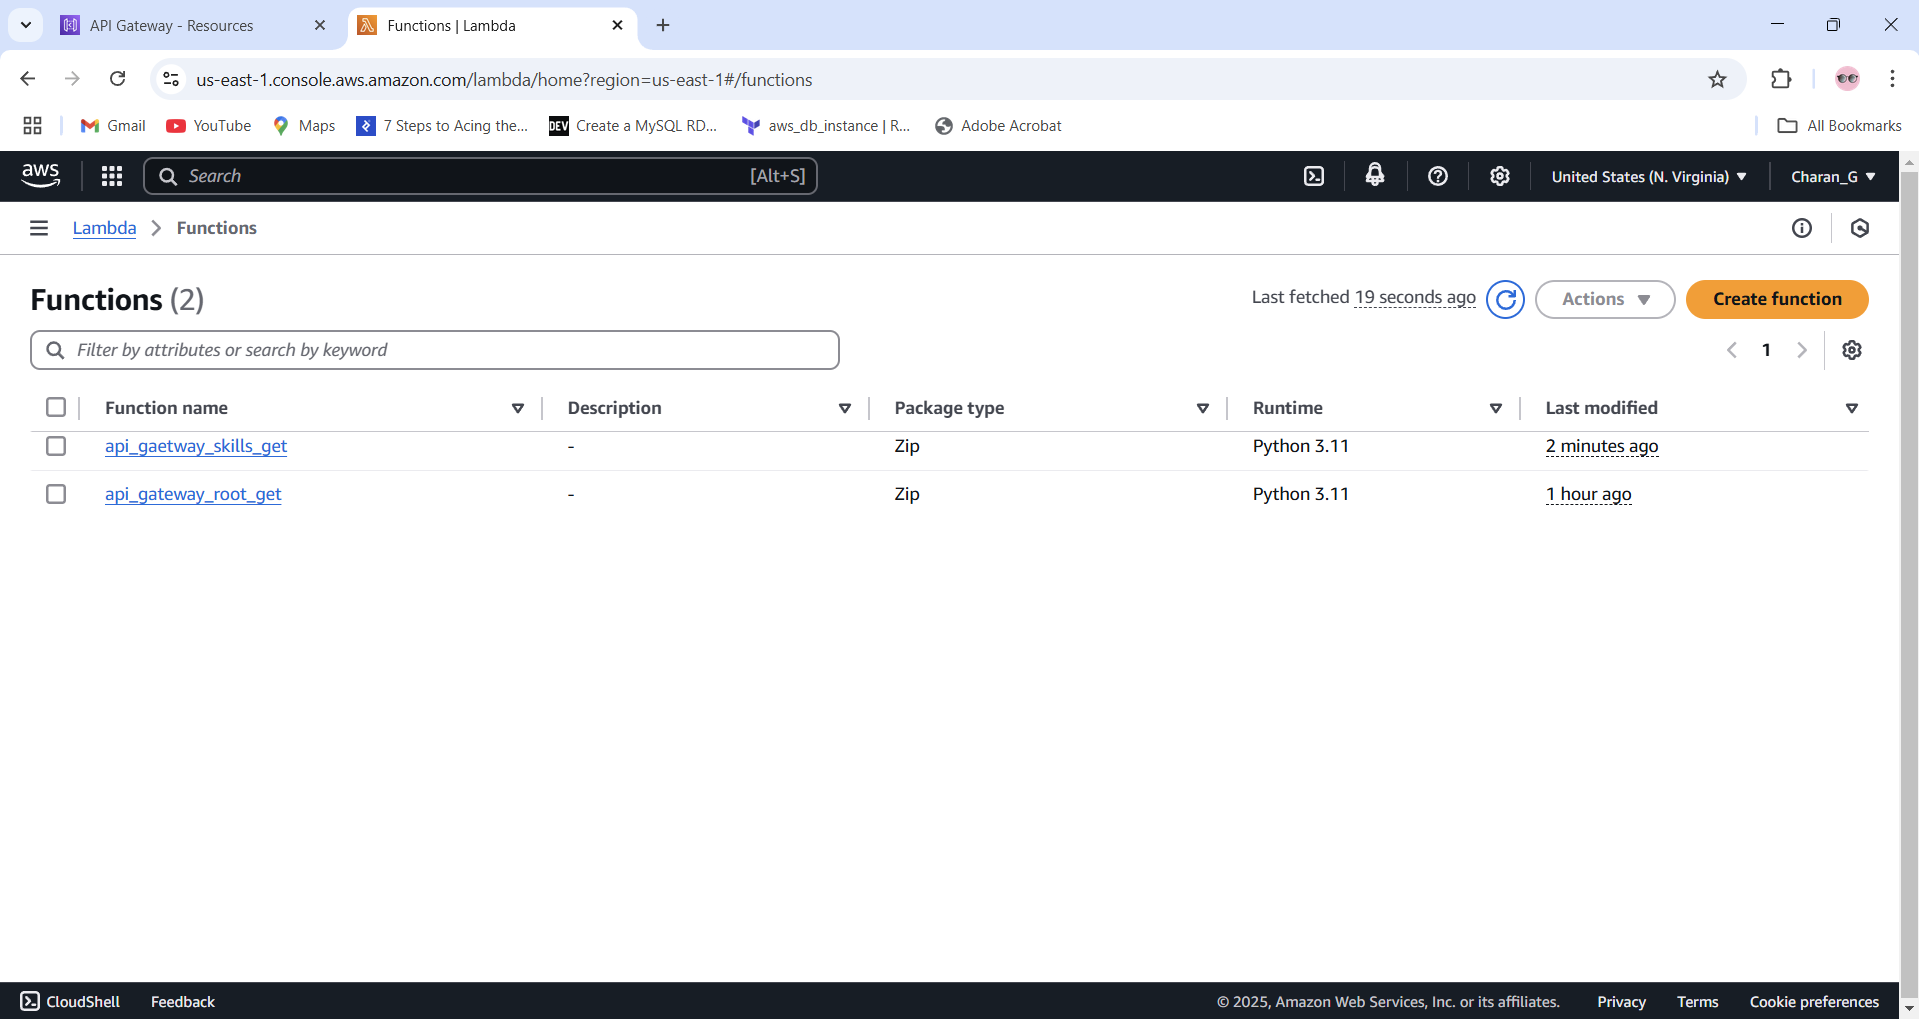 API Gateway - Resources
Functions | Lambda
us-east-1.console.aws.amazon.com/lambda/home?region=us-east-1#/functions
Gmail YouTube Maps 7 Steps to Acing the... DEV Create a MySQL RD... aws_db_instance | R... Adobe Acrobat All Bookmarks
aws Search [Alt+S] United States (N. Virginia) Charan_G
Lambda Functions
Functions (2) Last fetched 19 seconds ago Actions Create function
Filter by attributes or search by keyword 1
Function name Description Package type Runtime Last modified
api_gaetway_skills_get - Zip Python 3.11 2 minutes ago
api_gateway_root_get - Zip Python 3.11 1 hour ago
CloudShell Feedback © 2025, Amazon Web Services, Inc. or its affiliates. Privacy Terms Cookie preferences